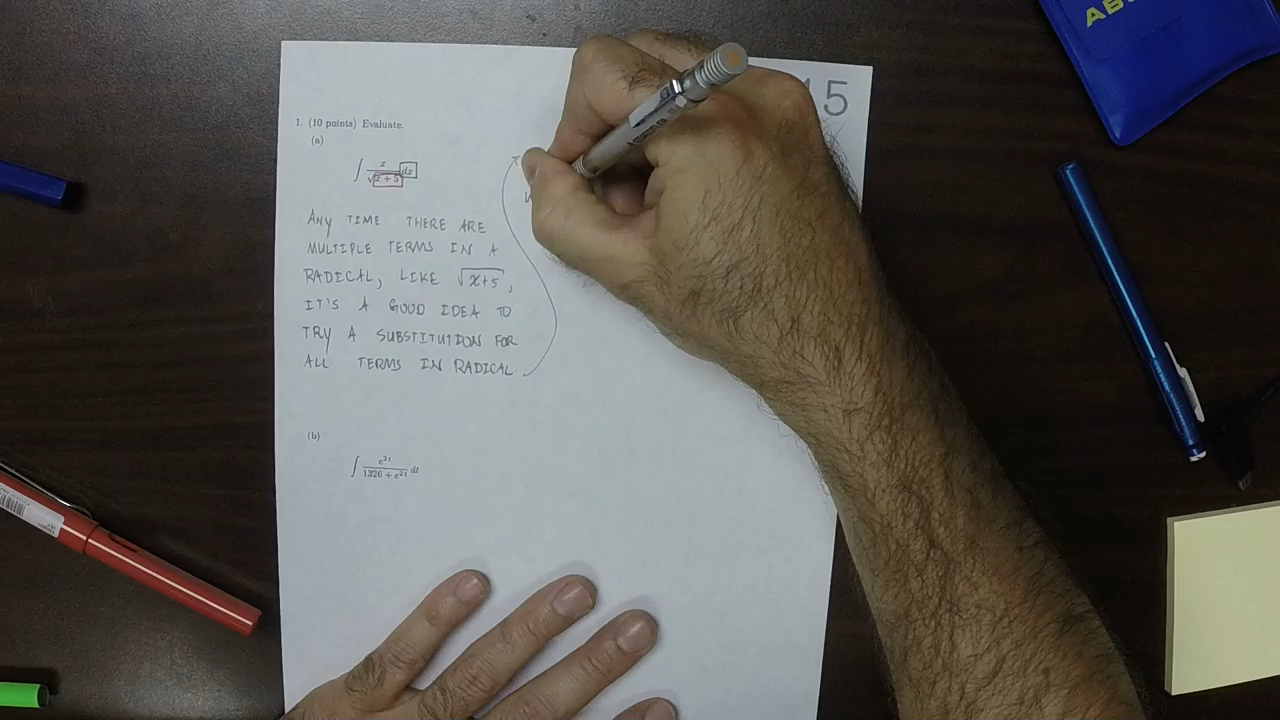 15
1. (10 points) Evaluate.
(a)
∫ x / √(x + 5) dx
ANY TIME THERE ARE
MULTIPLE TERMS IN A
RADICAL, LIKE √(x+5),
IT'S A GOOD IDEA TO
TRY A SUBSTITUTION FOR
ALL TERMS IN RADICAL
(b)
∫ e^{2t} / (1326 + e^{2t}) dt